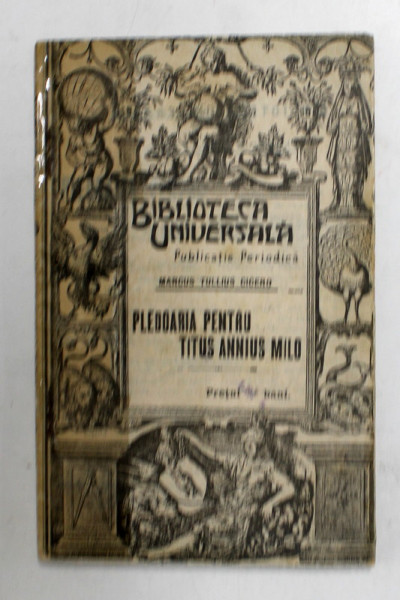 BIBLIOTECA
UNIVERSALĂ
Publicație Periodică
MARCUS TULLIUS CICERO
PLEDOARIA PENTRU
TITUS ANNIUS MILO
Prețul bani.